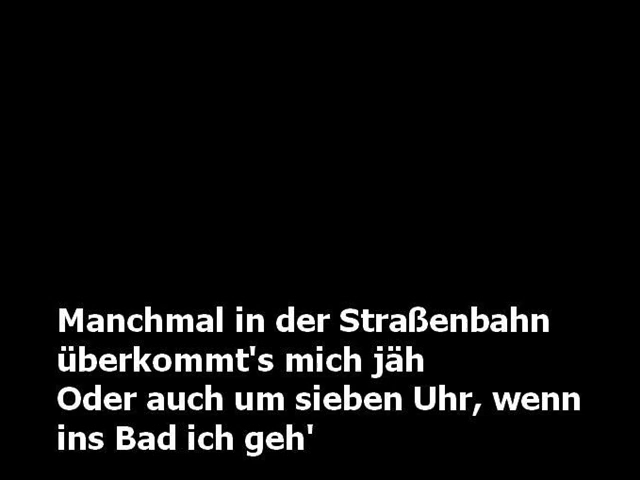 Manchmal in der Straßenbahn
überkommt's mich jäh
Oder auch um sieben Uhr, wenn
ins Bad ich geh'